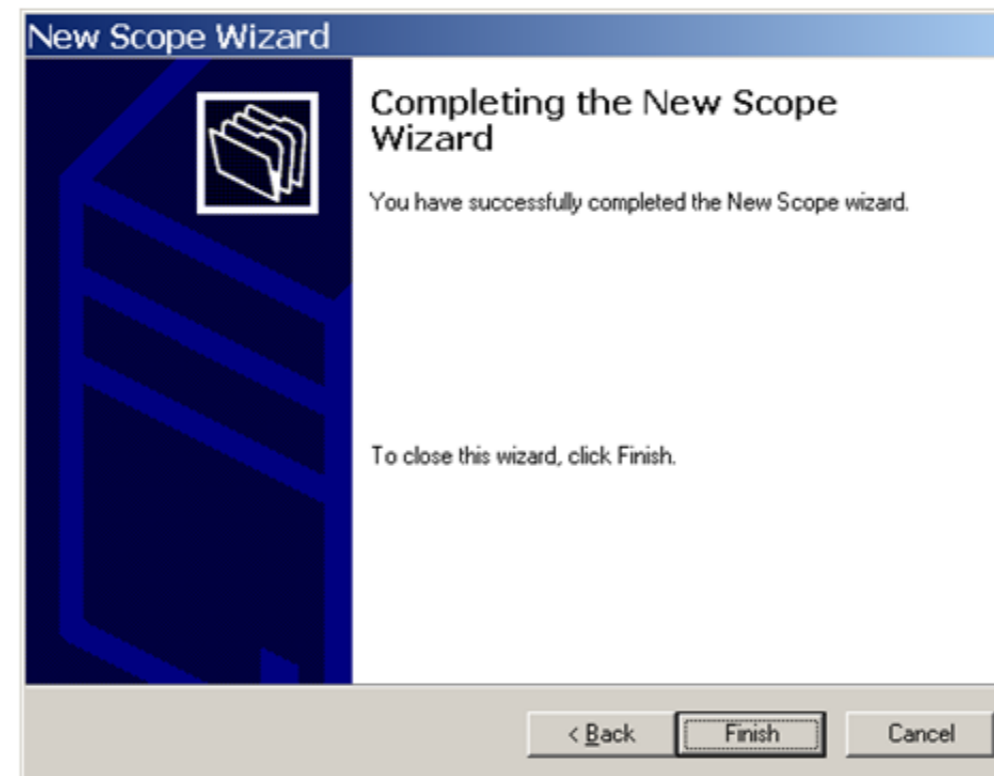 New Scope Wizard
Completing the New Scope
Wizard
You have successfully completed the New Scope wizard.
To close this wizard, click Finish.
< Back Finish Cancel